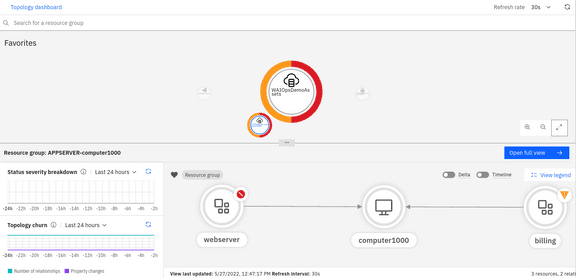 Topology dashboard
Refresh rate 30s
Search for a resource group
Favorites
WAIOpsDemoAs
sets
Resource group: APPSERVER-computer1000
Open full view
Status severity breakdown Last 24 hours
-24h -22h -20h -18h -16h -14h -12h -10h -8h -6h -4h -2h
Topology churn Last 24 hours
-24h -22h -20h -18h -16h -14h -12h -10h -8h -6h -4h -2h
Number of relationships Property changes
Resource group
Delta Timeline View legend
webserver
computer1000
billing
View last updated: 5/27/2022, 12:47:17 PM Refresh interval: 30s
3 resources, 2 relat